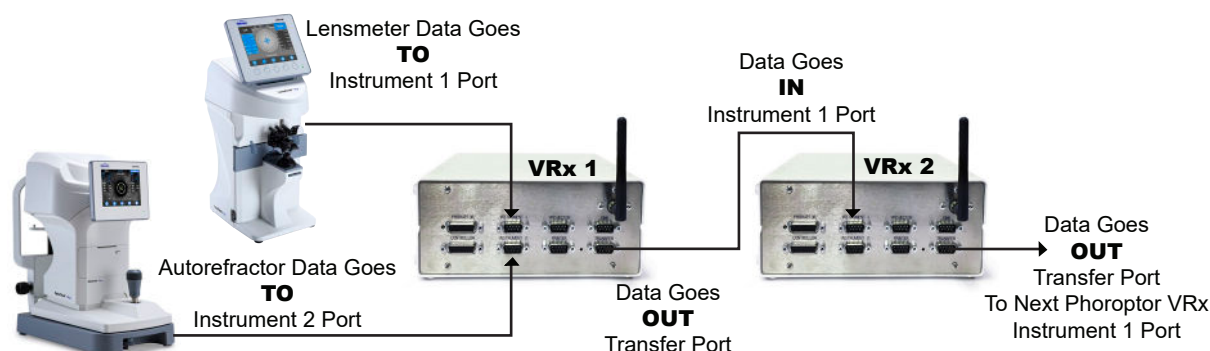 Lensmeter Data Goes
TO
Instrument 1 Port
Data Goes
IN
Instrument 1 Port
VRx 1
VRx 2
Autorefractor Data Goes
TO
Instrument 2 Port
Data Goes
OUT
Transfer Port
Data Goes
OUT
Transfer Port
To Next Phoroptor VRx
Instrument 1 Port